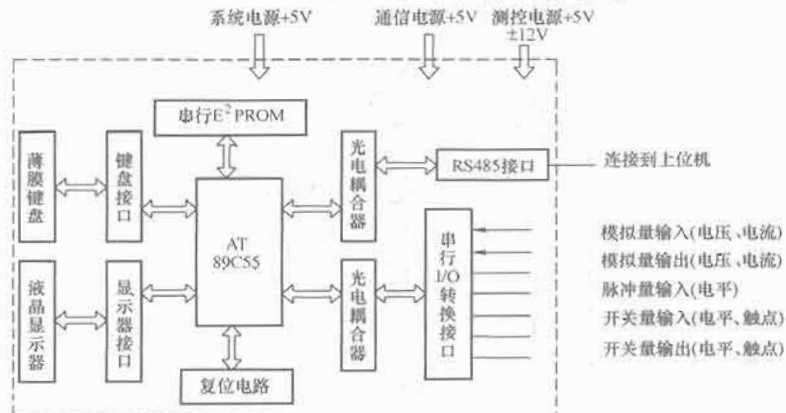 系统电源+5V
通信电源+5V
测控电源+5V
±12V
串行E²PROM
薄膜键盘
键盘接口
光电耦合器
RS485接口
连接到上位机
AT
89C55
液晶显示器
显示器接口
光电耦合器
串行I/O转换接口
模拟量输入(电压、电流)
模拟量输出(电压、电流)
脉冲量输入(电平)
开关量输入(电平、触点)
开关量输出(电平、触点)
复位电路